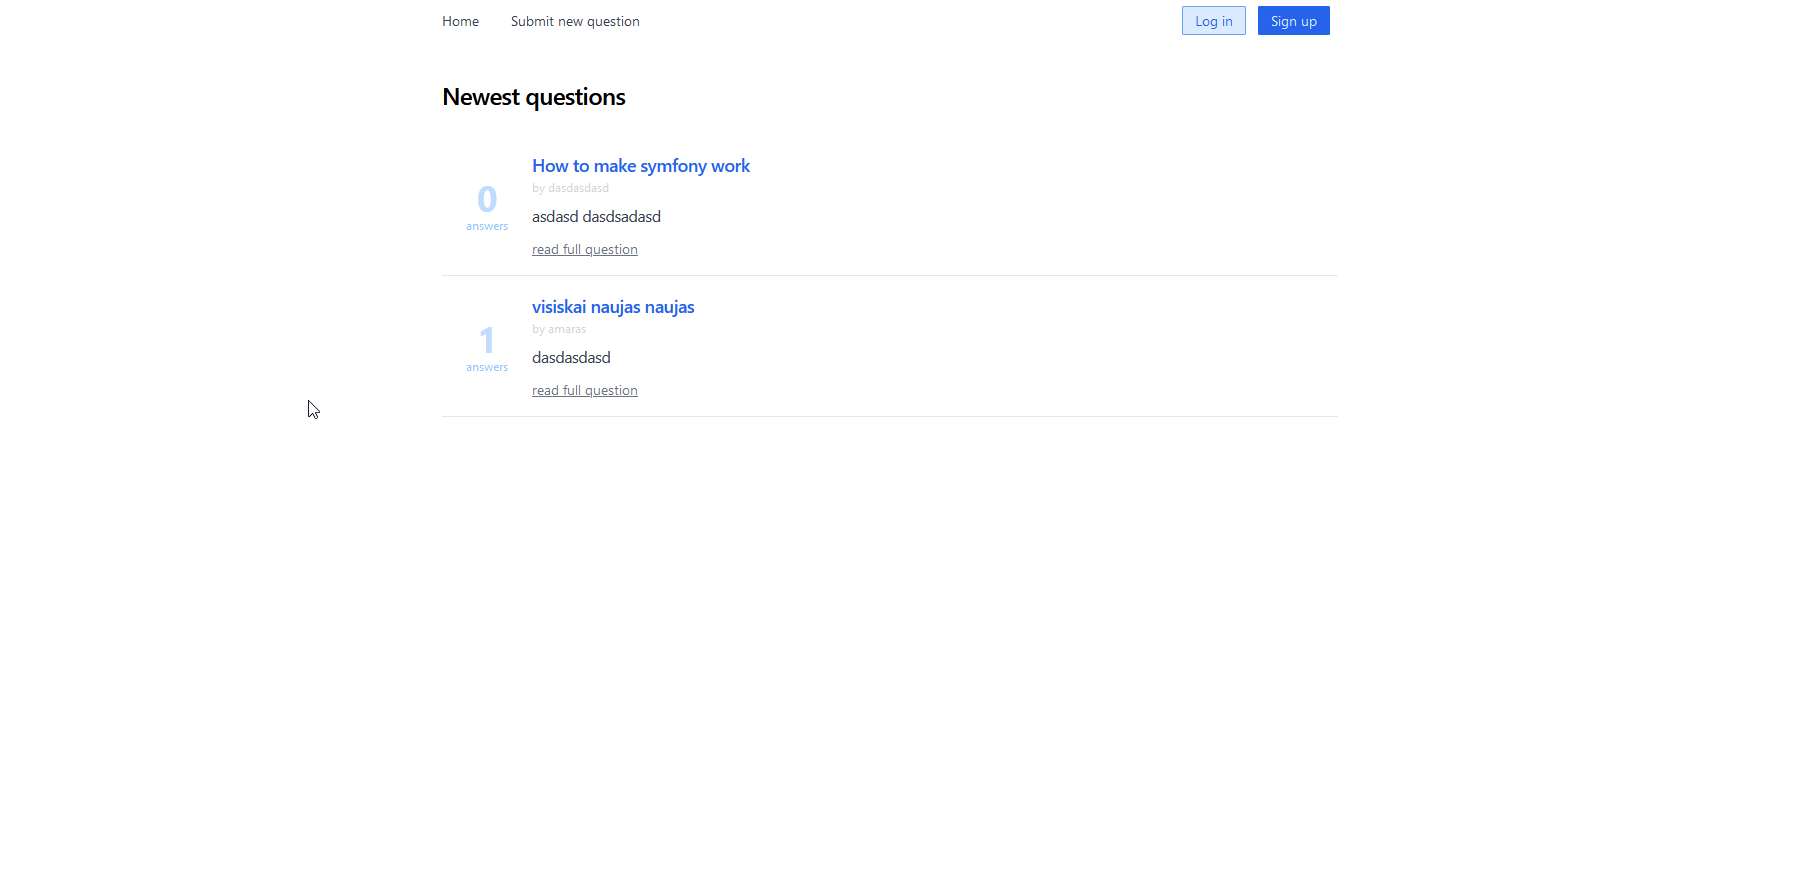 Home Submit new question Log in Sign up
Newest questions
How to make symfony work
by dasdasdasd
0
answers
asdasd dasdsadasd
read full question
visiskai naujas naujas
by amaras
1
answers
dasdasdasd
read full question